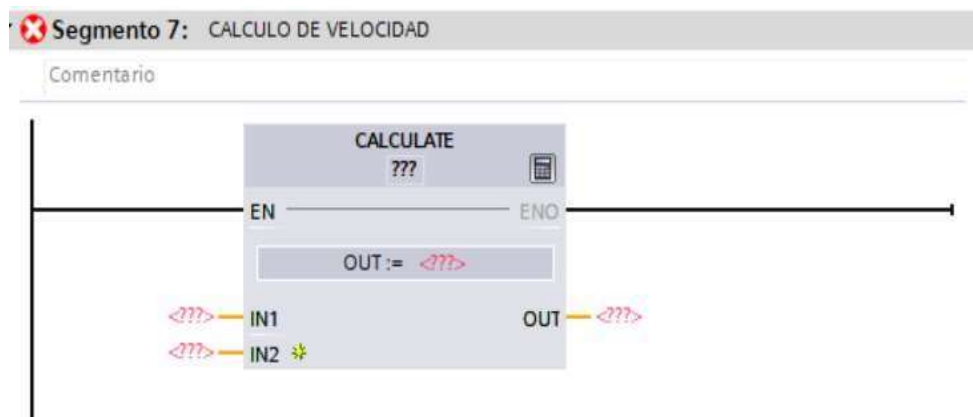 Segmento 7: CALCULO DE VELOCIDAD
Comentario
CALCULATE
???
EN ENO
OUT := <???>
<???> IN1 OUT <???>
<???> IN2